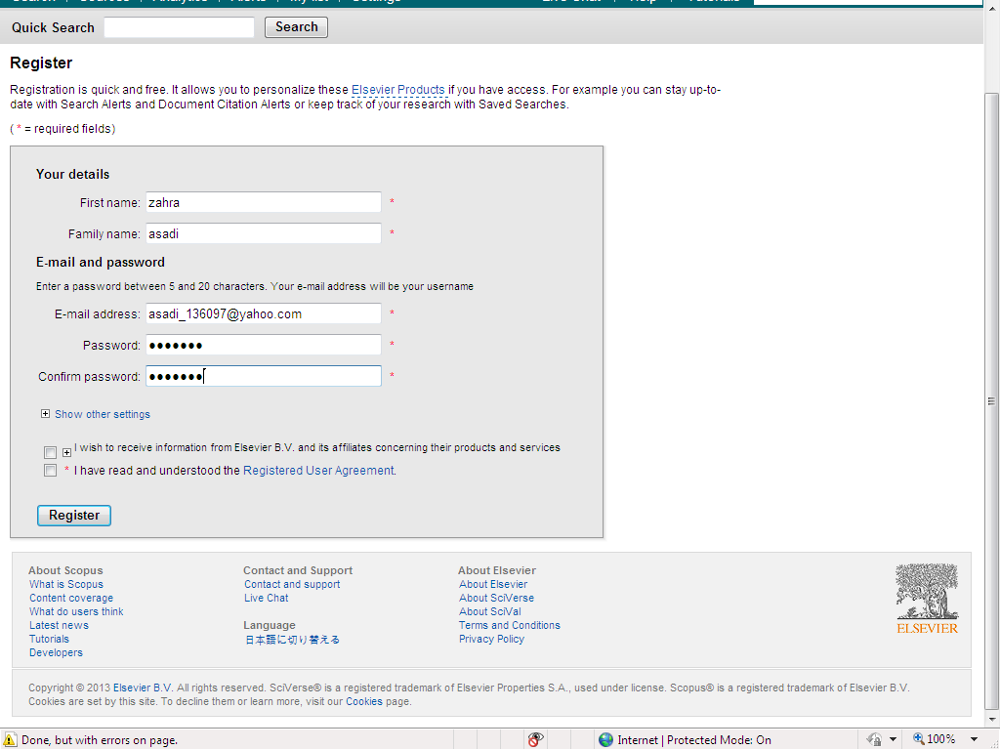 Search Sources Analytics Alerts My list Settings Live Chat Help Tutorials
Quick Search Search
Register
Registration is quick and free. It allows you to personalize these Elsevier Products if you have access. For example you can stay up-to-
date with Search Alerts and Document Citation Alerts or keep track of your research with Saved Searches.
( * = required fields)
Your details
First name: zahra *
Family name: asadi *
E-mail and password
Enter a password between 5 and 20 characters. Your e-mail address will be your username
E-mail address: asadi_136097@yahoo.com *
Password: ••••••• *
Confirm password: ••••••• *
Show other settings
I wish to receive information from Elsevier B.V. and its affiliates concerning their products and services
* I have read and understood the Registered User Agreement.
Register
About Scopus
What is Scopus
Content coverage
What do users think
Latest news
Tutorials
Developers
Contact and Support
Contact and support
Live Chat
Language
日本語に切り替える
About Elsevier
About Elsevier
About SciVerse
About SciVal
Terms and Conditions
Privacy Policy
ELSEVIER
Copyright © 2013 Elsevier B.V. All rights reserved. SciVerse® is a registered trademark of Elsevier Properties S.A., used under license. Scopus® is a registered trademark of Elsevier B.V.
Cookies are set by this site. To decline them or learn more, visit our Cookies page.
Done, but with errors on page. Internet | Protected Mode: On 100%